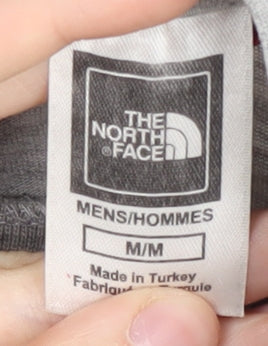 THE
NORTH
®FACE
MENS/HOMMES
M/M
Made in Turkey